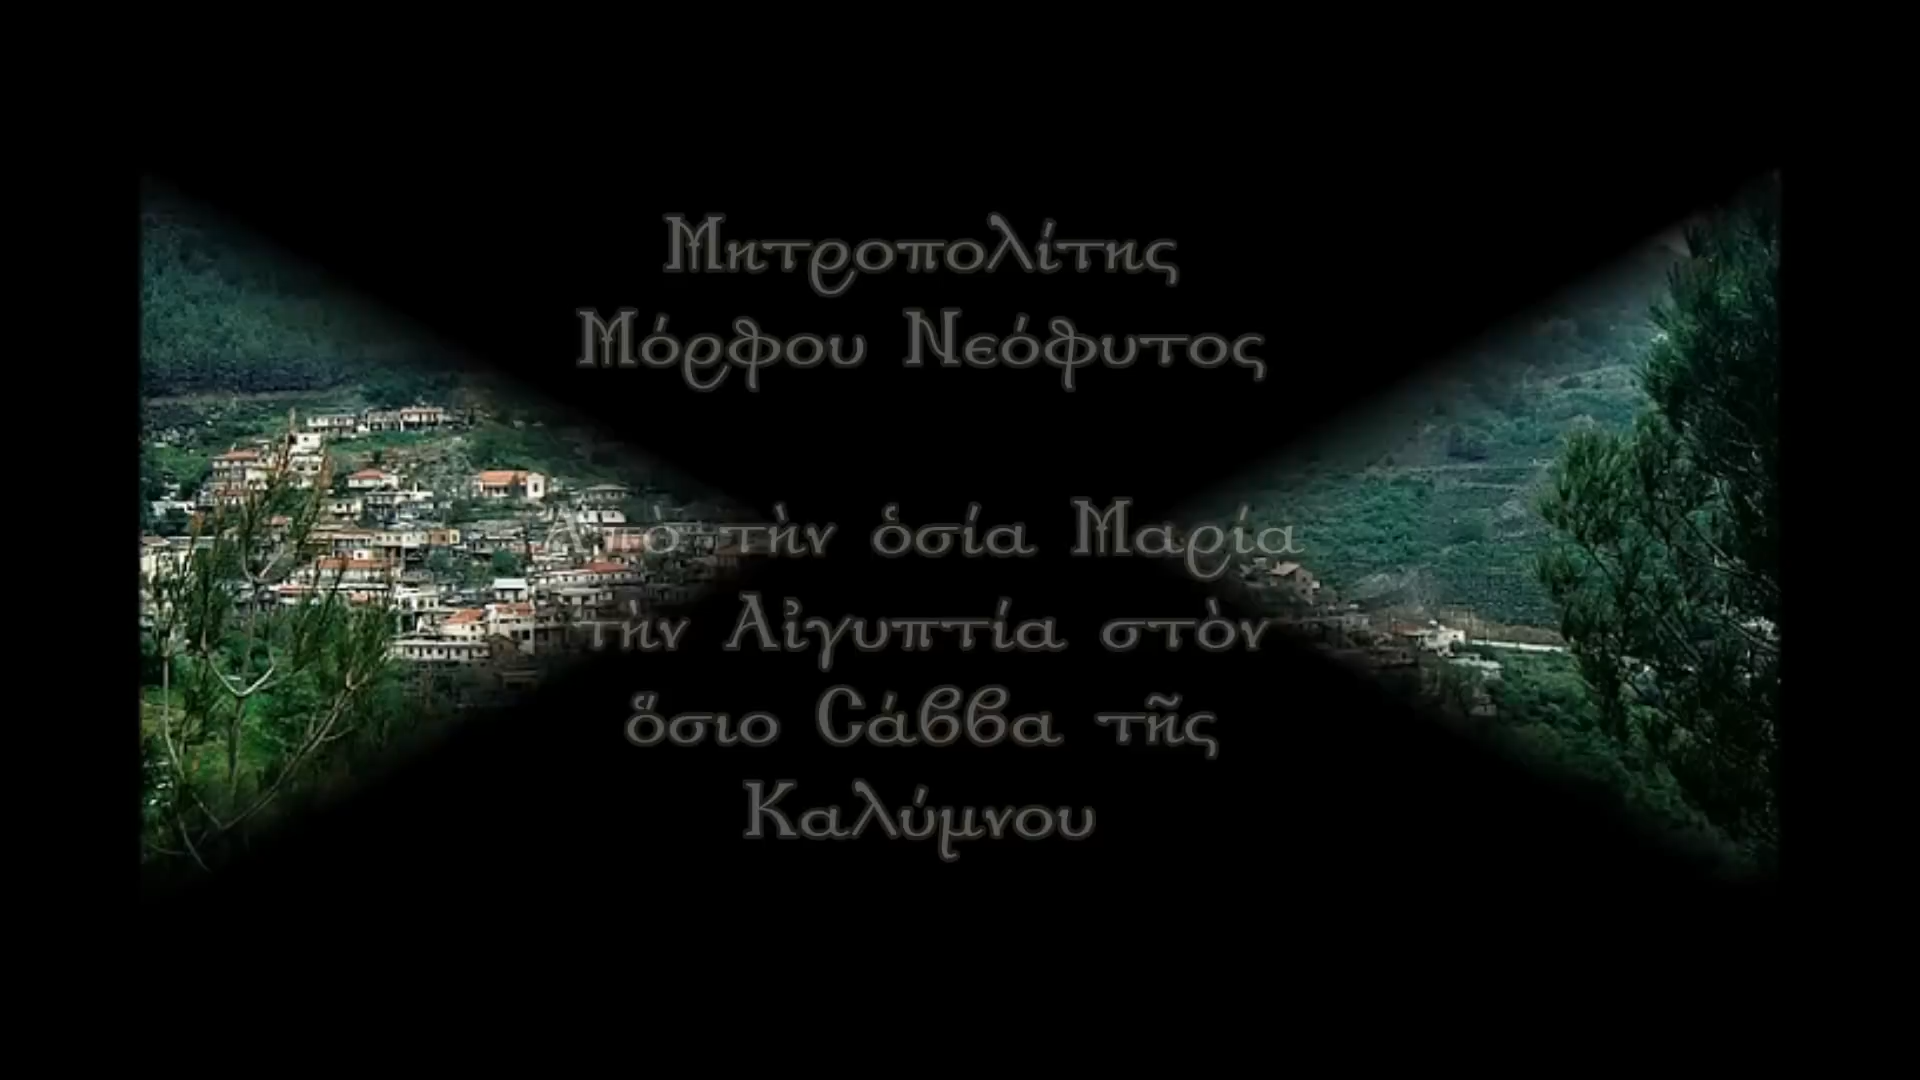 Μητροπολίτης
Μόρφου Νεόφυτος
Ἀπὸ τὴν ὁσία Μαρία
τὴν Αἰγυπτία στὸν
ὅσιο Σάββα τῆς
Καλύμνου